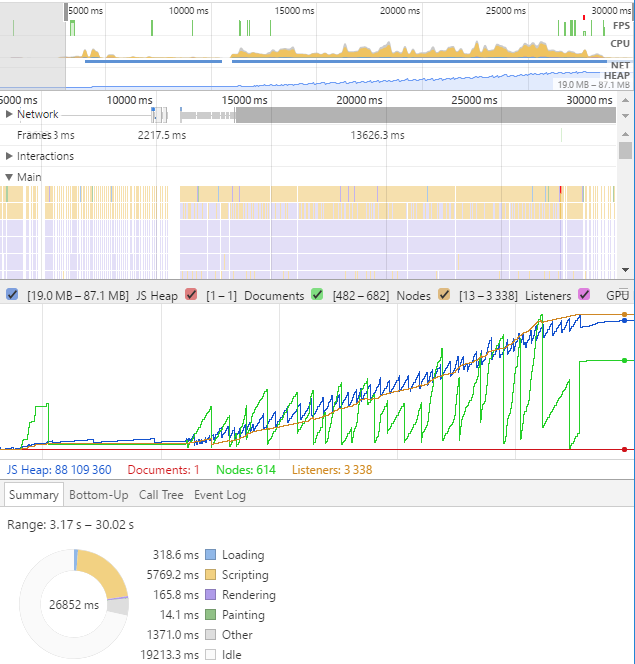 5000 ms 10000 ms 15000 ms 20000 ms 25000 ms 30000 ms
FPS
CPU
NET
HEAP
19.0 MB – 87.1 MB
5000 ms 10000 ms 15000 ms 20000 ms 25000 ms 30000 ms
Network
Frames 3 ms 2217.5 ms 13626.3 ms
Interactions
Main
[19.0 MB – 87.1 MB] JS Heap [1 – 1] Documents [482 – 682] Nodes [13 – 3 338] Listeners GPU
JS Heap: 88 109 360 Documents: 1 Nodes: 614 Listeners: 3 338
Summary Bottom-Up Call Tree Event Log
Range: 3.17 s – 30.02 s
318.6 ms Loading
5769.2 ms Scripting
26852 ms
165.8 ms Rendering
14.1 ms Painting
1371.0 ms Other
19213.3 ms Idle